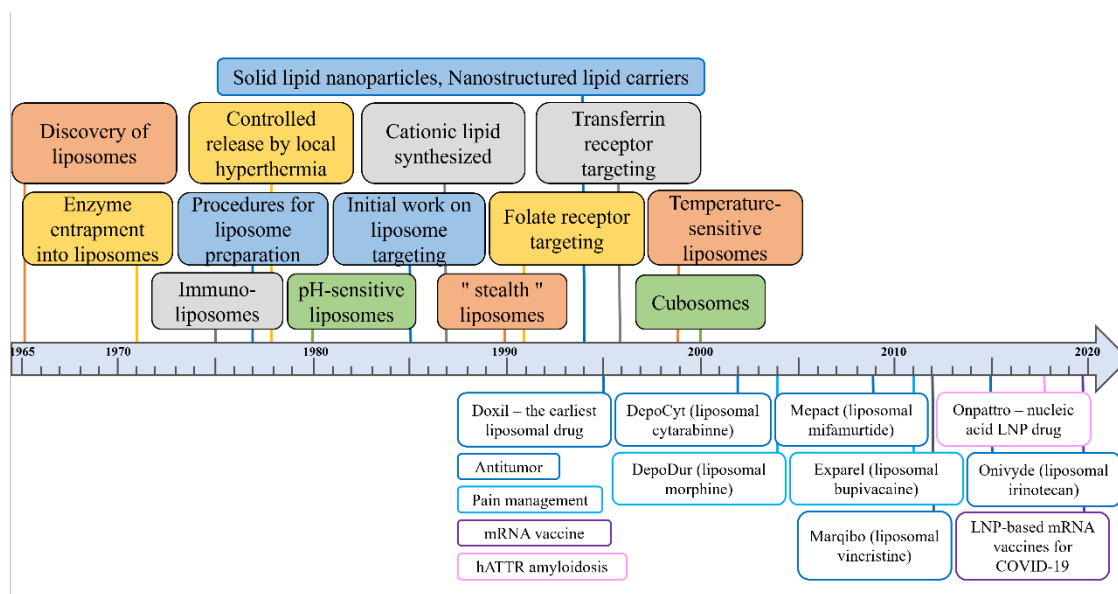 Solid lipid nanoparticles, Nanostructured lipid carriers
Discovery of
liposomes
Controlled
release by local
hyperthermia
Cationic lipid
synthesized
Transferrin
receptor
targeting
Enzyme
entrapment
into liposomes
Procedures for
liposome
preparation
Initial work on
liposome
targeting
Folate receptor
targeting
Temperature-
sensitive
liposomes
Immuno-
liposomes
pH-sensitive
liposomes
" stealth "
liposomes
Cubosomes
1965
1970
1980
1990
2000
2010
2020
Doxil – the earliest
liposomal drug
DepoCyt (liposomal
cytarabinne)
Mepact (liposomal
mifamurtide)
Onpattro – nucleic
acid LNP drug
Antitumor
Pain management
mRNA vaccine
hATTR amyloidosis
DepoDur (liposomal
morphine)
Exparel (liposomal
bupivacaine)
Onivyde (liposomal
irinotecan)
Marqibo (liposomal
vincristine)
LNP-based mRNA
vaccines for
COVID-19